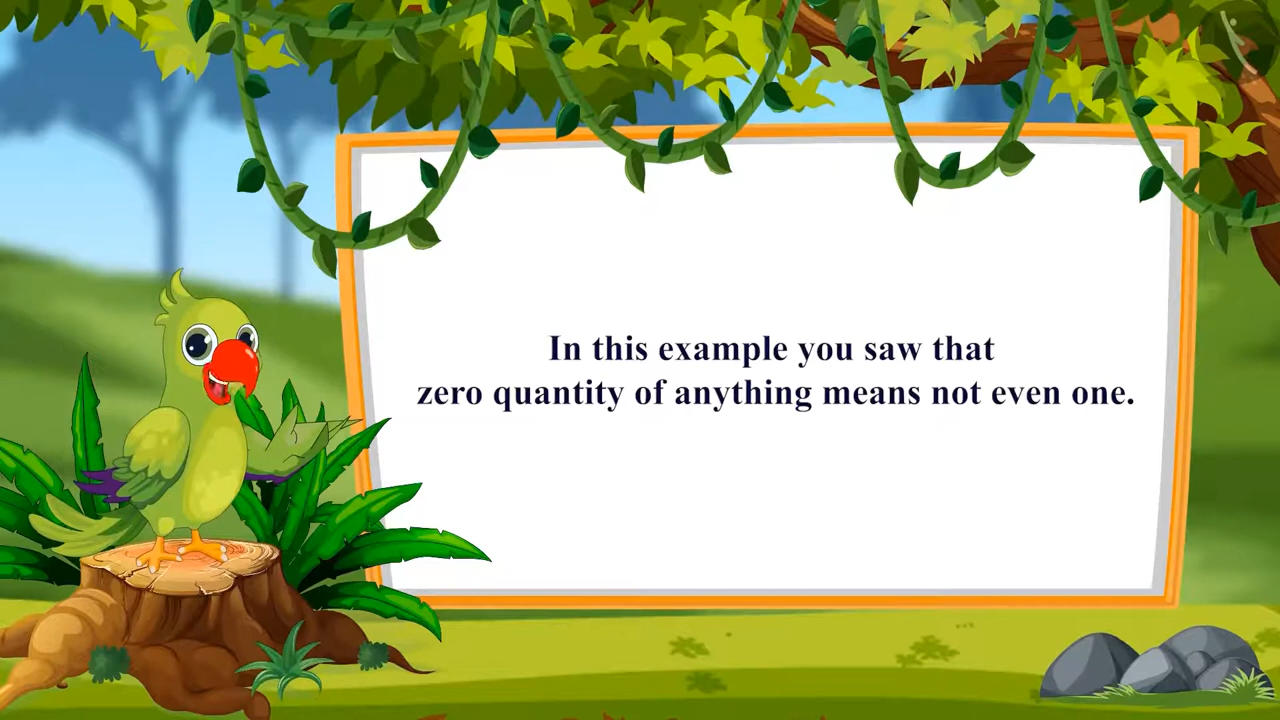 In this example you saw that
zero quantity of anything means not even one.